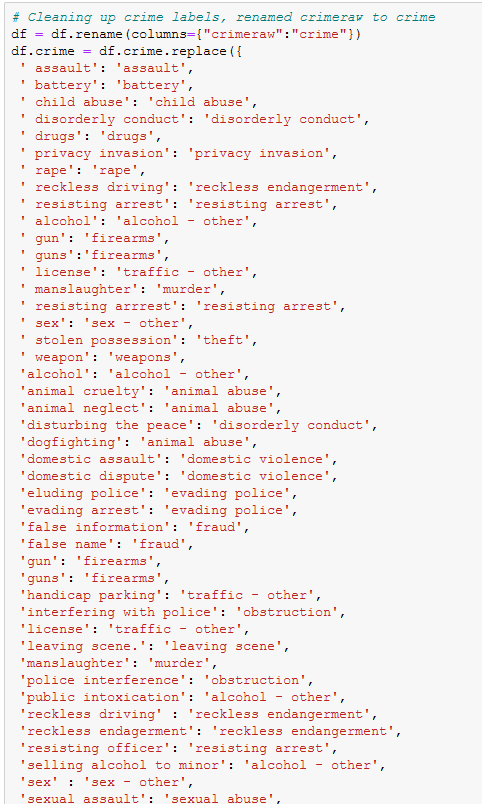 # Cleaning up crime labels, renamed crimeraw to crime
df = df.rename(columns={"crimeraw":"crime"})
df.crime = df.crime.replace({
' assault': 'assault',
' battery': 'battery',
' child abuse': 'child abuse',
' disorderly conduct': 'disorderly conduct',
' drugs': 'drugs',
' privacy invasion': 'privacy invasion',
' rape': 'rape',
' reckless driving': 'reckless endangerment',
' resisting arrest': 'resisting arrest',
' alcohol': 'alcohol - other',
' gun': 'firearms',
' guns':'firearms',
' license': 'traffic - other',
' manslaughter': 'murder',
' resisting arrrest': 'resisting arrest',
' sex': 'sex - other',
' stolen possession': 'theft',
' weapon': 'weapons',
'alcohol': 'alcohol - other',
'animal cruelty': 'animal abuse',
'animal neglect': 'animal abuse',
'disturbing the peace': 'disorderly conduct',
'dogfighting': 'animal abuse',
'domestic assault': 'domestic violence',
'domestic dispute': 'domestic violence',
'eluding police': 'evading police',
'evading arrest': 'evading police',
'false information': 'fraud',
'false name': 'fraud',
'gun': 'firearms',
'guns': 'firearms',
'handicap parking': 'traffic - other',
'interfering with police': 'obstruction',
'license': 'traffic - other',
'leaving scene.': 'leaving scene',
'manslaughter': 'murder',
'police interference': 'obstruction',
'public intoxication': 'alcohol - other',
'reckless driving' : 'reckless endangerment',
'reckless endagerment': 'reckless endangerment',
'resisting officer': 'resisting arrest',
'selling alcohol to minor': 'alcohol - other',
'sex' : 'sex - other',
'sexual assault': 'sexual abuse',